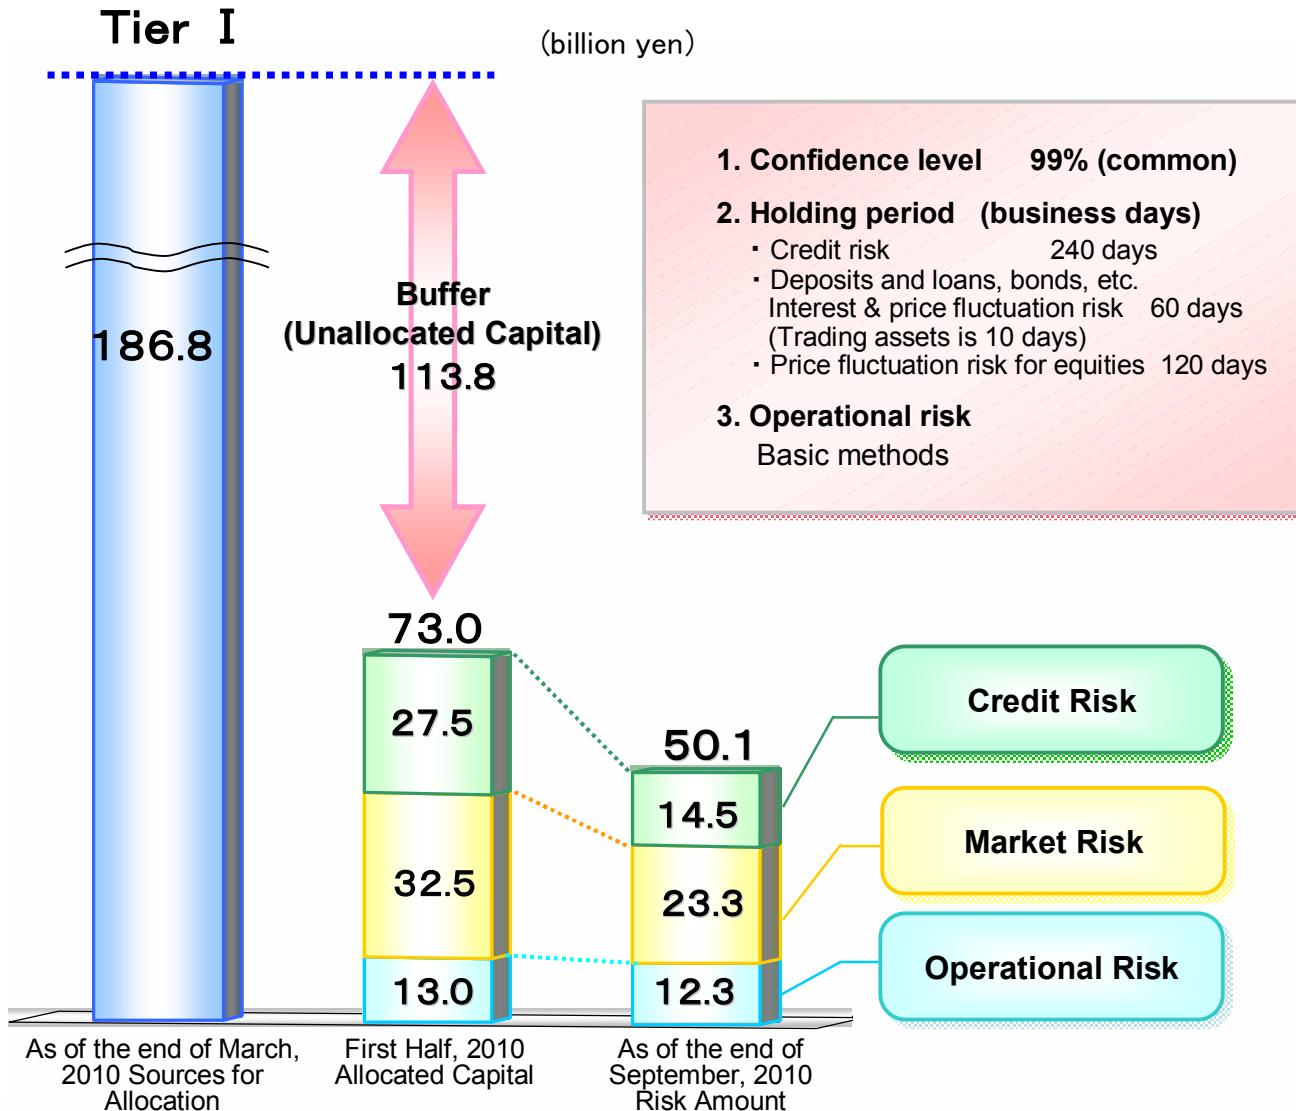 Tier Ⅰ
(billion yen)
1. Confidence level 99% (common)
2. Holding period (business days)
・Credit risk 240 days
・Deposits and loans, bonds, etc.
Interest & price fluctuation risk 60 days
(Trading assets is 10 days)
・Price fluctuation risk for equities 120 days
3. Operational risk
Basic methods
Buffer
(Unallocated Capital)
113.8
186.8
73.0
27.5
32.5
13.0
50.1
14.5
23.3
12.3
Credit Risk
Market Risk
Operational Risk
As of the end of March,
2010 Sources for
Allocation
First Half, 2010
Allocated Capital
As of the end of
September, 2010
Risk Amount